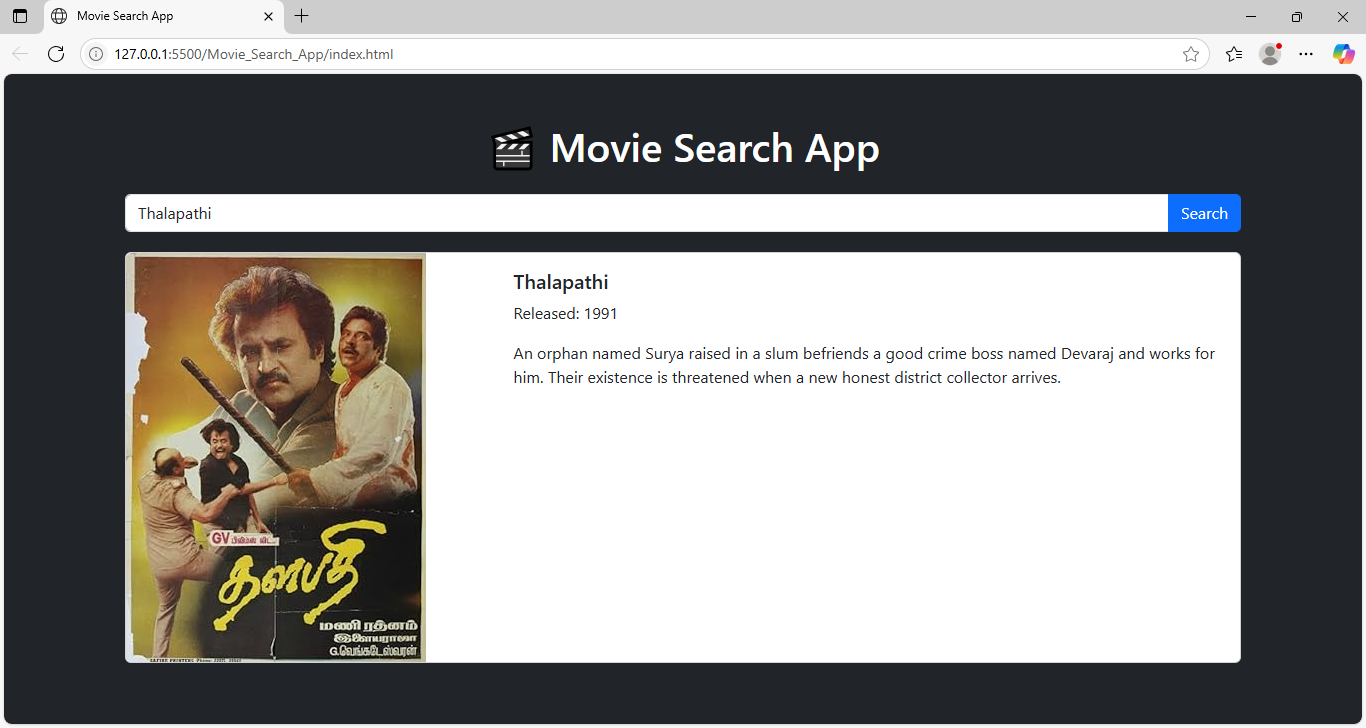 Movie Search App
127.0.0.1:5500/Movie_Search_App/index.html
Movie Search App
Thalapathi
Search
Thalapathi
Released: 1991
An orphan named Surya raised in a slum befriends a good crime boss named Devaraj and works for
him. Their existence is threatened when a new honest district collector arrives.
GV பிலிம்ஸ் லிட்..
தளபதி
மணி ரத்னம்
இளையராஜா
G.வெங்கடேஸ்வரன்